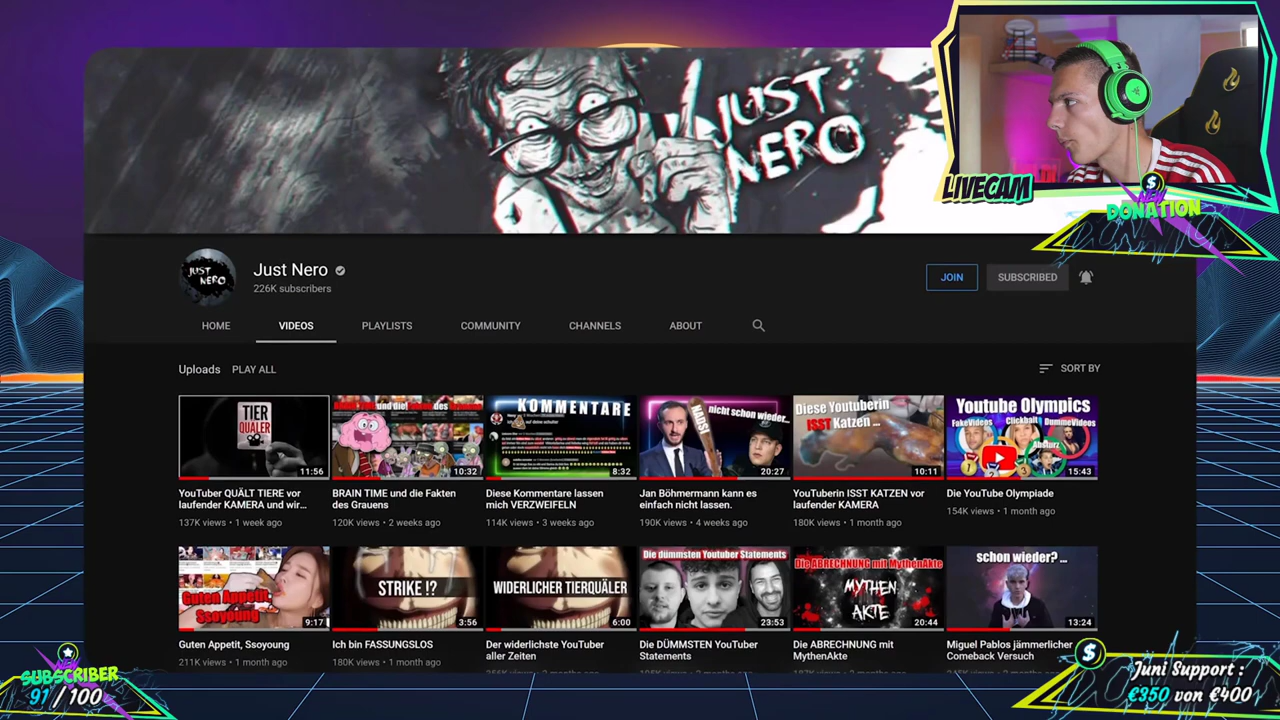 JUST
NERO
LIVECAM
NEW
DONATION
JUST
NERO
Just Nero
226K subscribers
JOIN
SUBSCRIBED
HOME
VIDEOS
PLAYLISTS
COMMUNITY
CHANNELS
ABOUT
Uploads
PLAY ALL
SORT BY
TIER
QUÄLER
11:56
10:32
KOMMENTARE
8:32
NAOS
nicht schon wieder...
20:27
Diese Youtuberin
ISST Katzen ...
10:11
Youtube Olympics
FakeVideos
Clickbait
DummeVideos
Absturz
15:43
YouTuber QUÄLT TIERE vor
laufender KAMERA und wir...
137K views • 1 week ago
BRAIN TIME und die Fakten
des Grauens
120K views • 2 weeks ago
Diese Kommentare lassen
mich VERZWEIFELN
114K views • 3 weeks ago
Jan Böhmermann kann es
einfach nicht lassen.
190K views • 4 weeks ago
YouTuberin ISST KATZEN vor
laufender KAMERA
180K views • 1 month ago
Die YouTube Olympiade
154K views • 1 month ago
Guten Appetit
Ssoyoung
9:17
STRIKE !?
3:56
WIDERLICHER TIERQUÄLER
6:00
Die dümmsten Youtuber Statements
23:53
Die ABRECHNUNG mit MythenAkte
MYTHEN
AKTE
20:44
schon wieder? ...
13:24
Guten Appetit, Ssoyoung
211K views • 1 month ago
Ich bin FASSUNGSLOS
180K views • 1 month ago
Der widerlichste YouTuber
aller Zeiten
Die DÜMMSTEN Youtuber
Statements
Die ABRECHNUNG mit
MythenAkte
Miguel Pablos jämmerlicher
Comeback Versuch
NEW
SUBSCRIBER
91 / 100
Juni Support :
€350 von €400